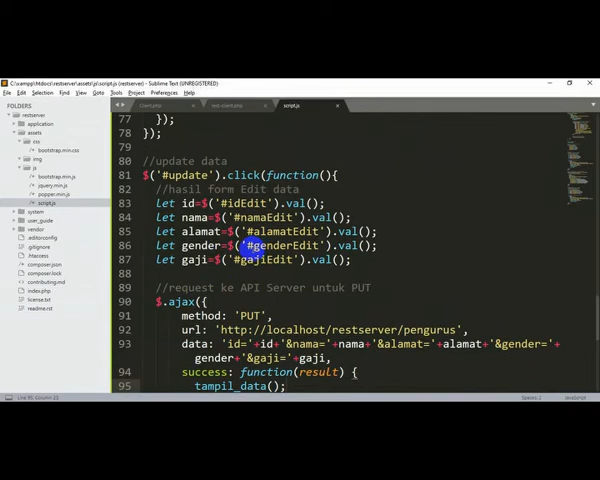 C:\xampp\htdocs\restserver\assets\js\script.js (restserver) - Sublime Text (UNREGISTERED)
File Edit Selection Find View Goto Tools Project Preferences Help
FOLDERS
restserver
application
assets
css
bootstrap.min.css
img
js
bootstrap.min.js
jquery.min.js
popper.min.js
script.js
system
user_guide
vendor
.editorconfig
.gitignore
.htaccess
composer.json
composer.lock
contributing.md
index.php
license.txt
readme.rst
script.js
77 });
78 });
79
80 //update data
81 $('#update').click(function(){
82 //hasil form Edit data
83 let id=$('#idEdit').val();
84 let nama=$('#namaEdit').val();
85 let alamat=$('#alamatEdit').val();
86 let gender=$('#genderEdit').val();
87 let gaji=$('#gajiEdit').val();
88
89 //request ke API Server untuk PUT
90 $.ajax({
91 method: 'PUT',
92 url: 'http://localhost/restserver/pengurus',
93 data: 'id='+id+'&nama='+nama+'&alamat='+alamat+'&gender='+
gender+'&gaji='+gaji,
94 success: function(result) {
95 tampil_data();
Spaces: 2 JavaScript